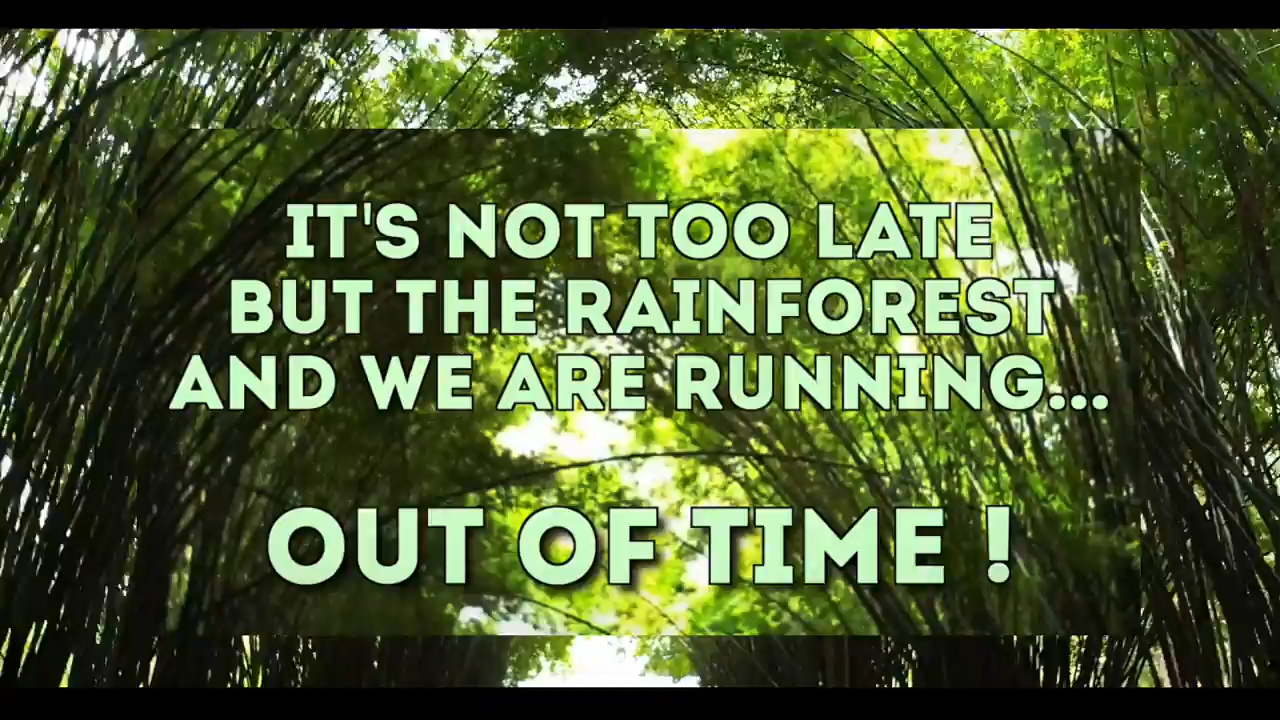 IT'S NOT TOO LATE
BUT THE RAINFOREST
AND WE ARE RUNNING...
OUT OF TIME !